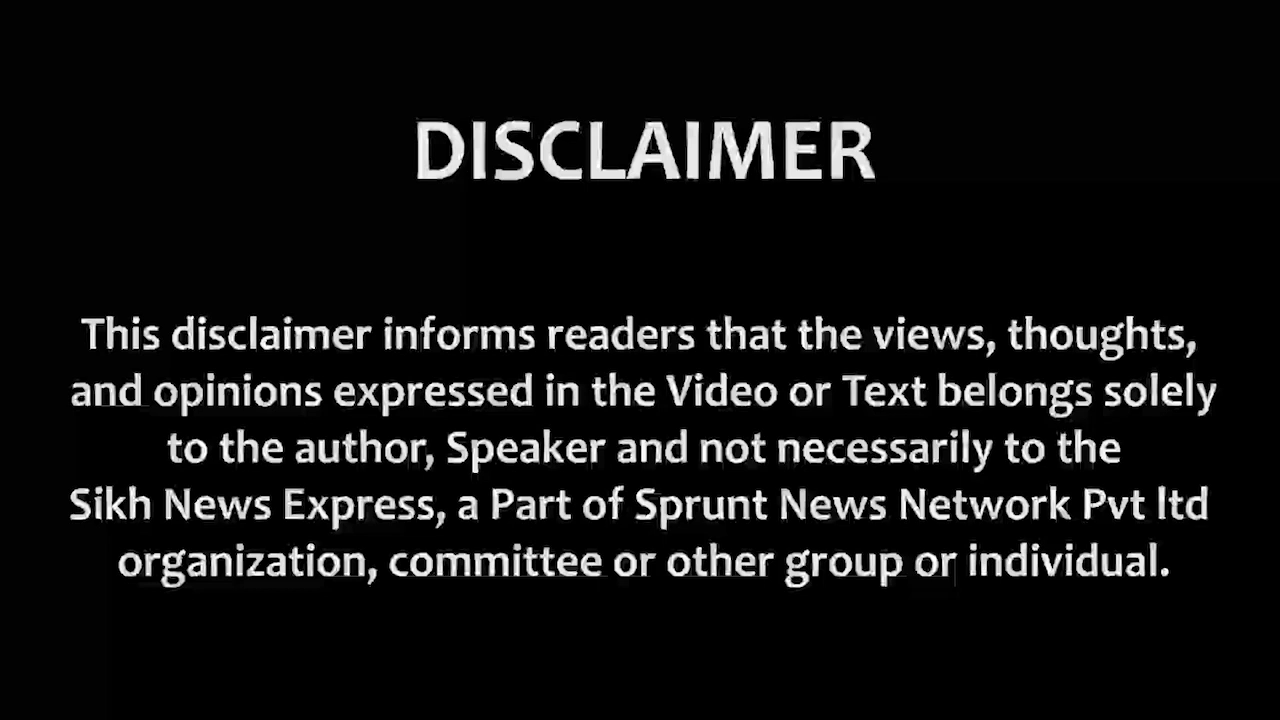 DISCLAIMER
This disclaimer informs readers that the views, thoughts,
and opinions expressed in the Video or Text belongs solely
to the author, Speaker and not necessarily to the
Sikh News Express, a Part of Sprunt News Network Pvt ltd
organization, committee or other group or individual.